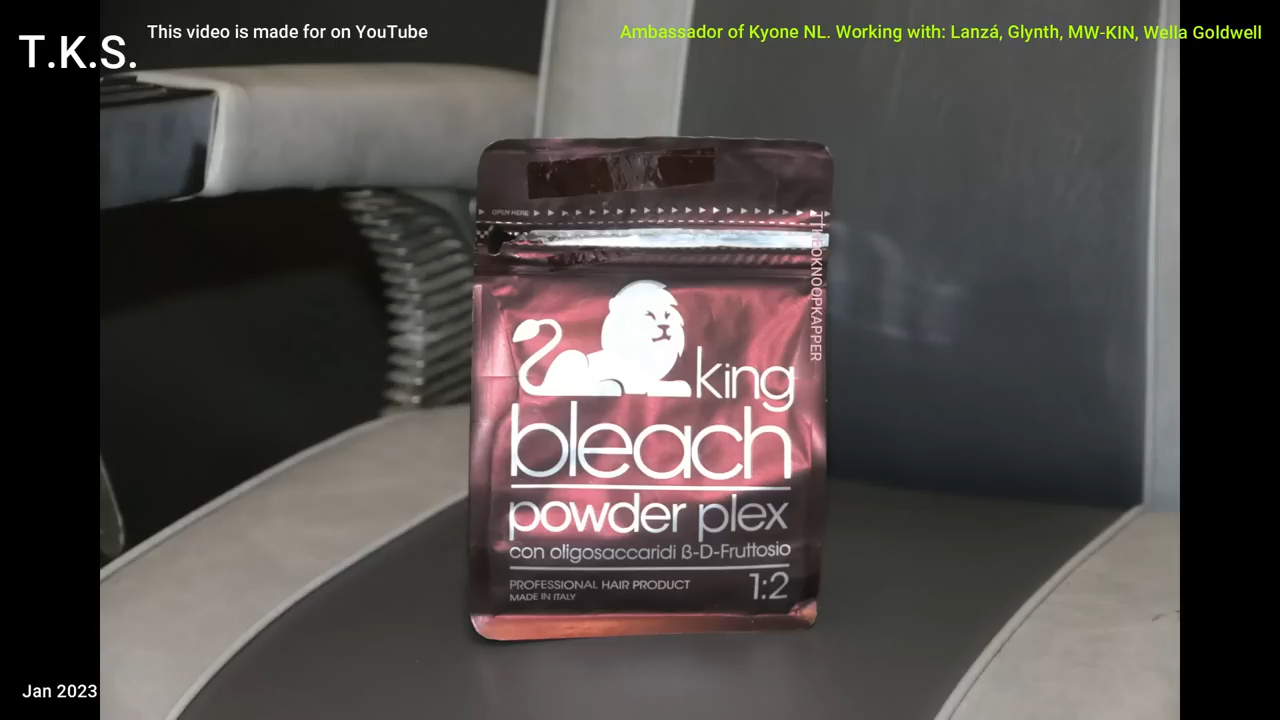 T.K.S.
This video is made for on YouTube
Ambassador of Kyone NL. Working with: Lanzá, Glynth, MW-KIN, Wella Goldwell
OPEN HERE
king
bleach
powder plex
con oligosaccaridi ß-D-Fruttosio
PROFESSIONAL HAIR PRODUCT
1:2
MADE IN ITALY
Jan 2023